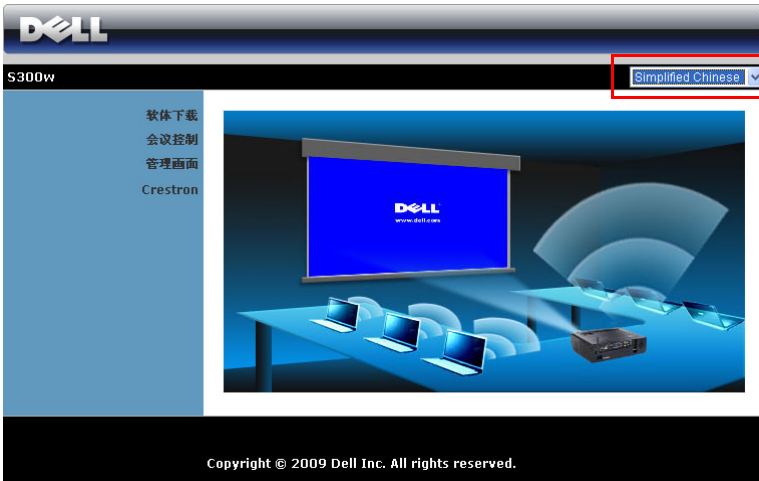 DELL
S300w
Simplified Chinese
软体下载
会议控制
管理画面
Crestron
DELL
www.dell.com
Copyright © 2009 Dell Inc. All rights reserved.